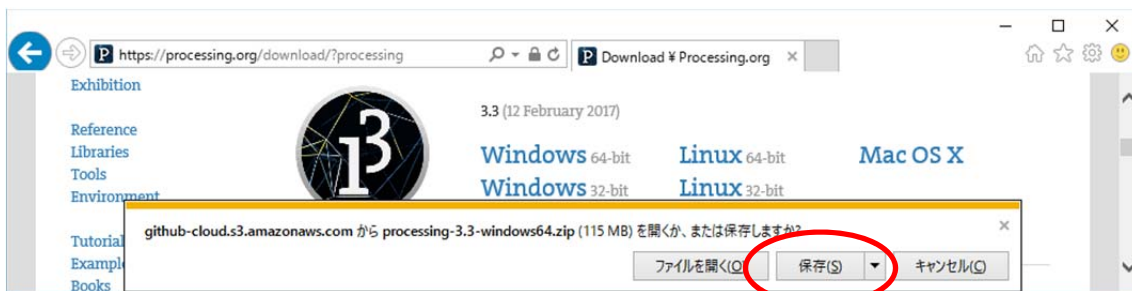 https://processing.org/download/?processing
Download ¥ Processing.org
Exhibition
Reference
Libraries
Tools
Environment
Tutorial
Exampl
Books
3
3.3 (12 February 2017)
Windows 64-bit Linux 64-bit Mac OS X
Windows 32-bit Linux 32-bit
github-cloud.s3.amazonaws.com から processing-3.3-windows64.zip (115 MB) を開くか、または保存しますか?
ファイルを開く(O) 保存(S) キャンセル(C)